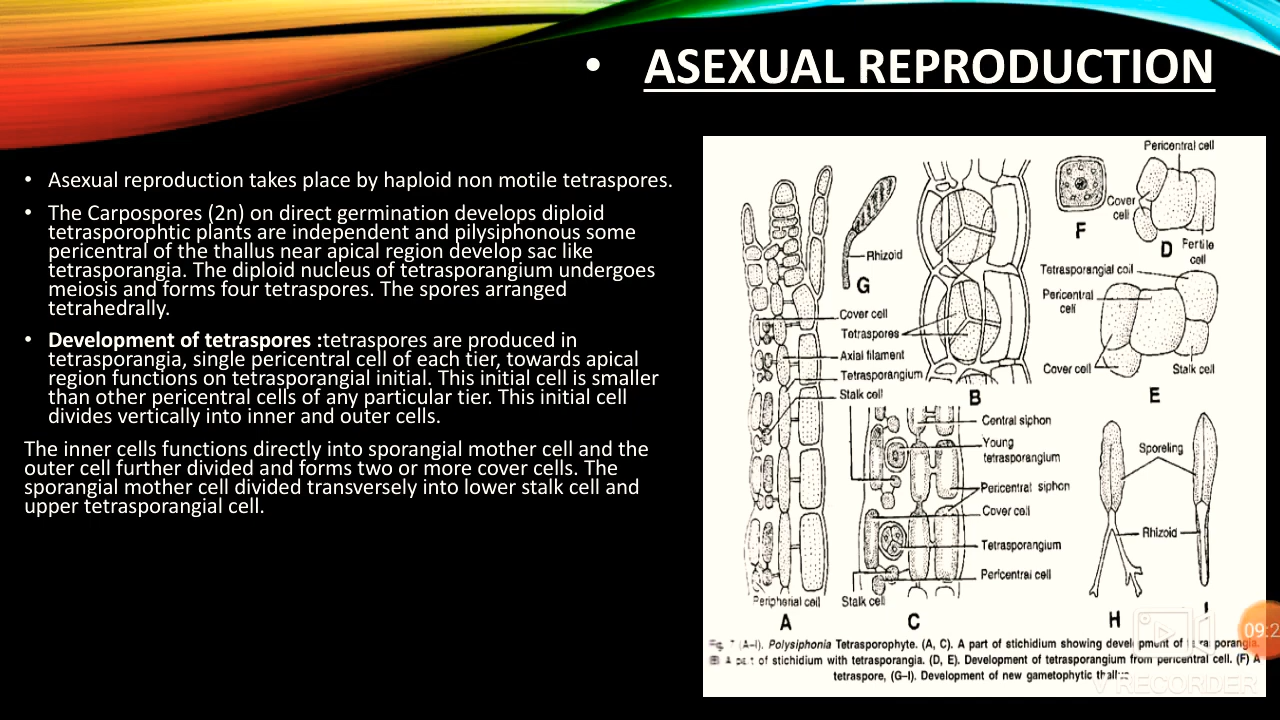 • ASEXUAL REPRODUCTION
• Asexual reproduction takes place by haploid non motile tetraspores.
• The Carpospores (2n) on direct germination develops diploid
tetrasporophtic plants are independent and pilysiphonous some
pericentral of the thallus near apical region develop sac like
tetrasporangia. The diploid nucleus of tetrasporangium undergoes
meiosis and forms four tetraspores. The spores arranged
tetrahedrally.
• Development of tetraspores :tetraspores are produced in
tetrasporangia, single pericentral cell of each tier, towards apical
region functions on tetrasporangial initial. This initial cell is smaller
than other pericentral cells of any particular tier. This initial cell
divides vertically into inner and outer cells.
The inner cells functions directly into sporangial mother cell and the
outer cell further divided and forms two or more cover cells. The
sporangial mother cell divided transversely into lower stalk cell and
upper tetrasporangial cell.
Pericentral cell
Cover
cell
F
D
Fertile
cell
Rhizoid
G
Tetrasporangial coil
Pericentral
cell
Cover cell
Tetraspores
Axial filament
Tetrasporangium
Stalk cell
B
Cover cell
Stalk cell
E
Central siphon
Young
tetrasporangium
Pericentral siphon
Cover cell
Tetrasporangium
Pericentral cell
Sporeling
Rhizoid
Peripherial cell
Stalk cell
A
C
H
I
(A–I). Polysiphonia Tetrasporophyte. (A, C). A part of stichidium showing development of tetrasporangia.
part of stichidium with tetrasporangia. (D, E). Development of tetrasporangium from pericentral cell. (F) A
tetraspore, (G–I). Development of new gametophytic
09:2
V RECORDER